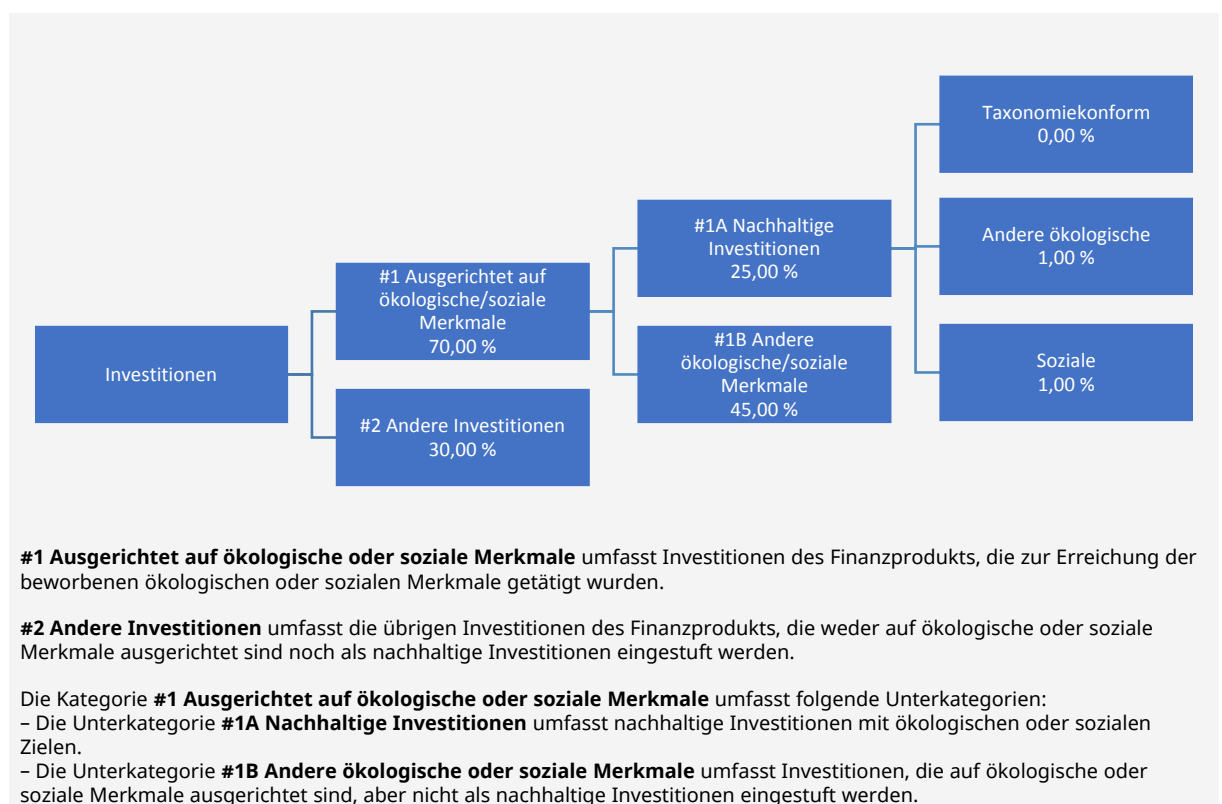 Investitionen
#1 Ausgerichtet auf
ökologische/soziale
Merkmale
70,00 %
#2 Andere Investitionen
30,00 %
#1A Nachhaltige
Investitionen
25,00 %
#1B Andere
ökologische/soziale
Merkmale
45,00 %
Taxonomiekonform
0,00 %
Andere ökologische
1,00 %
Soziale
1,00 %
#1 Ausgerichtet auf ökologische oder soziale Merkmale umfasst Investitionen des Finanzprodukts, die zur Erreichung der
beworbenen ökologischen oder sozialen Merkmale getätigt wurden.
#2 Andere Investitionen umfasst die übrigen Investitionen des Finanzprodukts, die weder auf ökologische oder soziale
Merkmale ausgerichtet sind noch als nachhaltige Investitionen eingestuft werden.
Die Kategorie #1 Ausgerichtet auf ökologische oder soziale Merkmale umfasst folgende Unterkategorien:
– Die Unterkategorie #1A Nachhaltige Investitionen umfasst nachhaltige Investitionen mit ökologischen oder sozialen
Zielen.
– Die Unterkategorie #1B Andere ökologische oder soziale Merkmale umfasst Investitionen, die auf ökologische oder
soziale Merkmale ausgerichtet sind, aber nicht als nachhaltige Investitionen eingestuft werden.